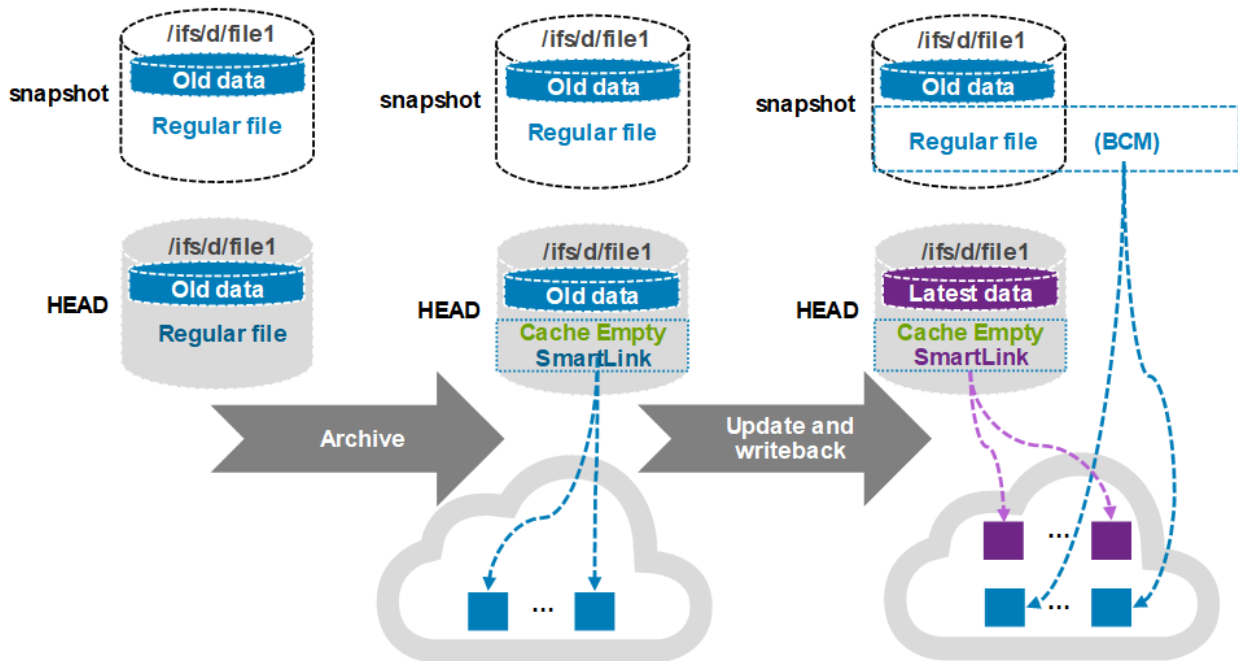 /ifs/d/file1
Old data
snapshot
Regular file
/ifs/d/file1
Old data
snapshot
Regular file
/ifs/d/file1
Old data
snapshot
Regular file
(BCM)
/ifs/d/file1
Old data
HEAD
Regular file
/ifs/d/file1
Old data
HEAD
Cache Empty
SmartLink
/ifs/d/file1
Latest data
HEAD
Cache Empty
SmartLink
Archive
Update and
writeback
...
...
...